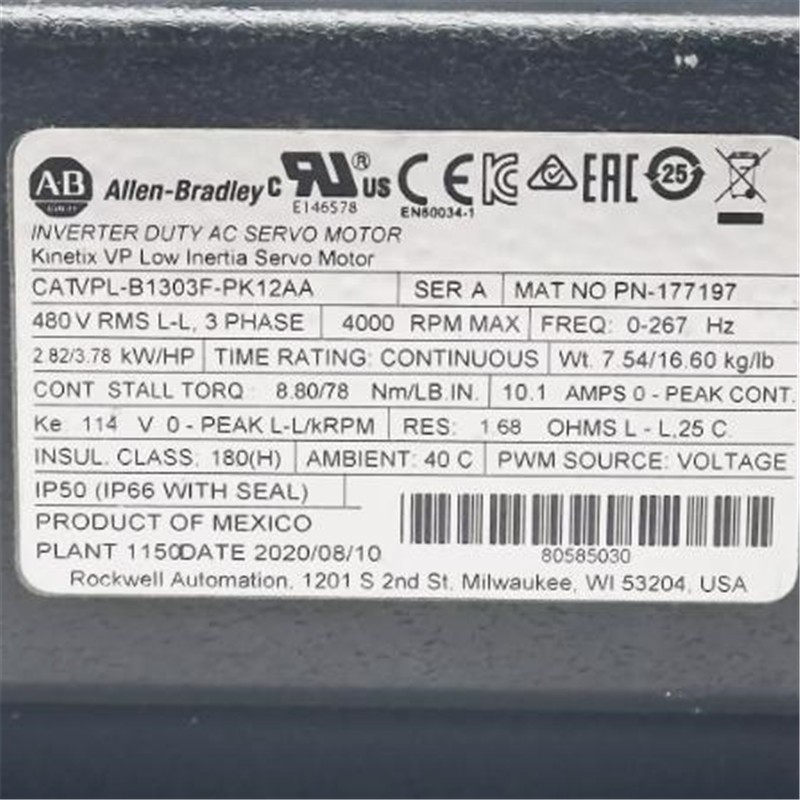 AB Allen-Bradley c RU ® US CE KC EAC 25
E146578
EN60034-1
INVERTER DUTY AC SERVO MOTOR
Kinetix VP Low Inertia Servo Motor
CATVPL-B1303F-PK12AA SER A MAT NO PN-177197
480 V RMS L-L, 3 PHASE 4000 RPM MAX FREQ: 0-267 Hz
2.82/3.78 kW/HP TIME RATING: CONTINUOUS Wt. 7.54/16.60 kg/lb
CONT STALL TORQ 8.80/78 Nm/LB.IN. 10.1 AMPS 0 - PEAK CONT.
Ke 114 V 0 - PEAK L-L/kRPM RES: 1.68 OHMS L - L,25 C
INSUL. CLASS: 180(H) AMBIENT: 40 C PWM SOURCE: VOLTAGE
IP50 (IP66 WITH SEAL)
PRODUCT OF MEXICO
PLANT 1150DATE 2020/08/10
80585030
Rockwell Automation, 1201 S 2nd St. Milwaukee, WI 53204, USA